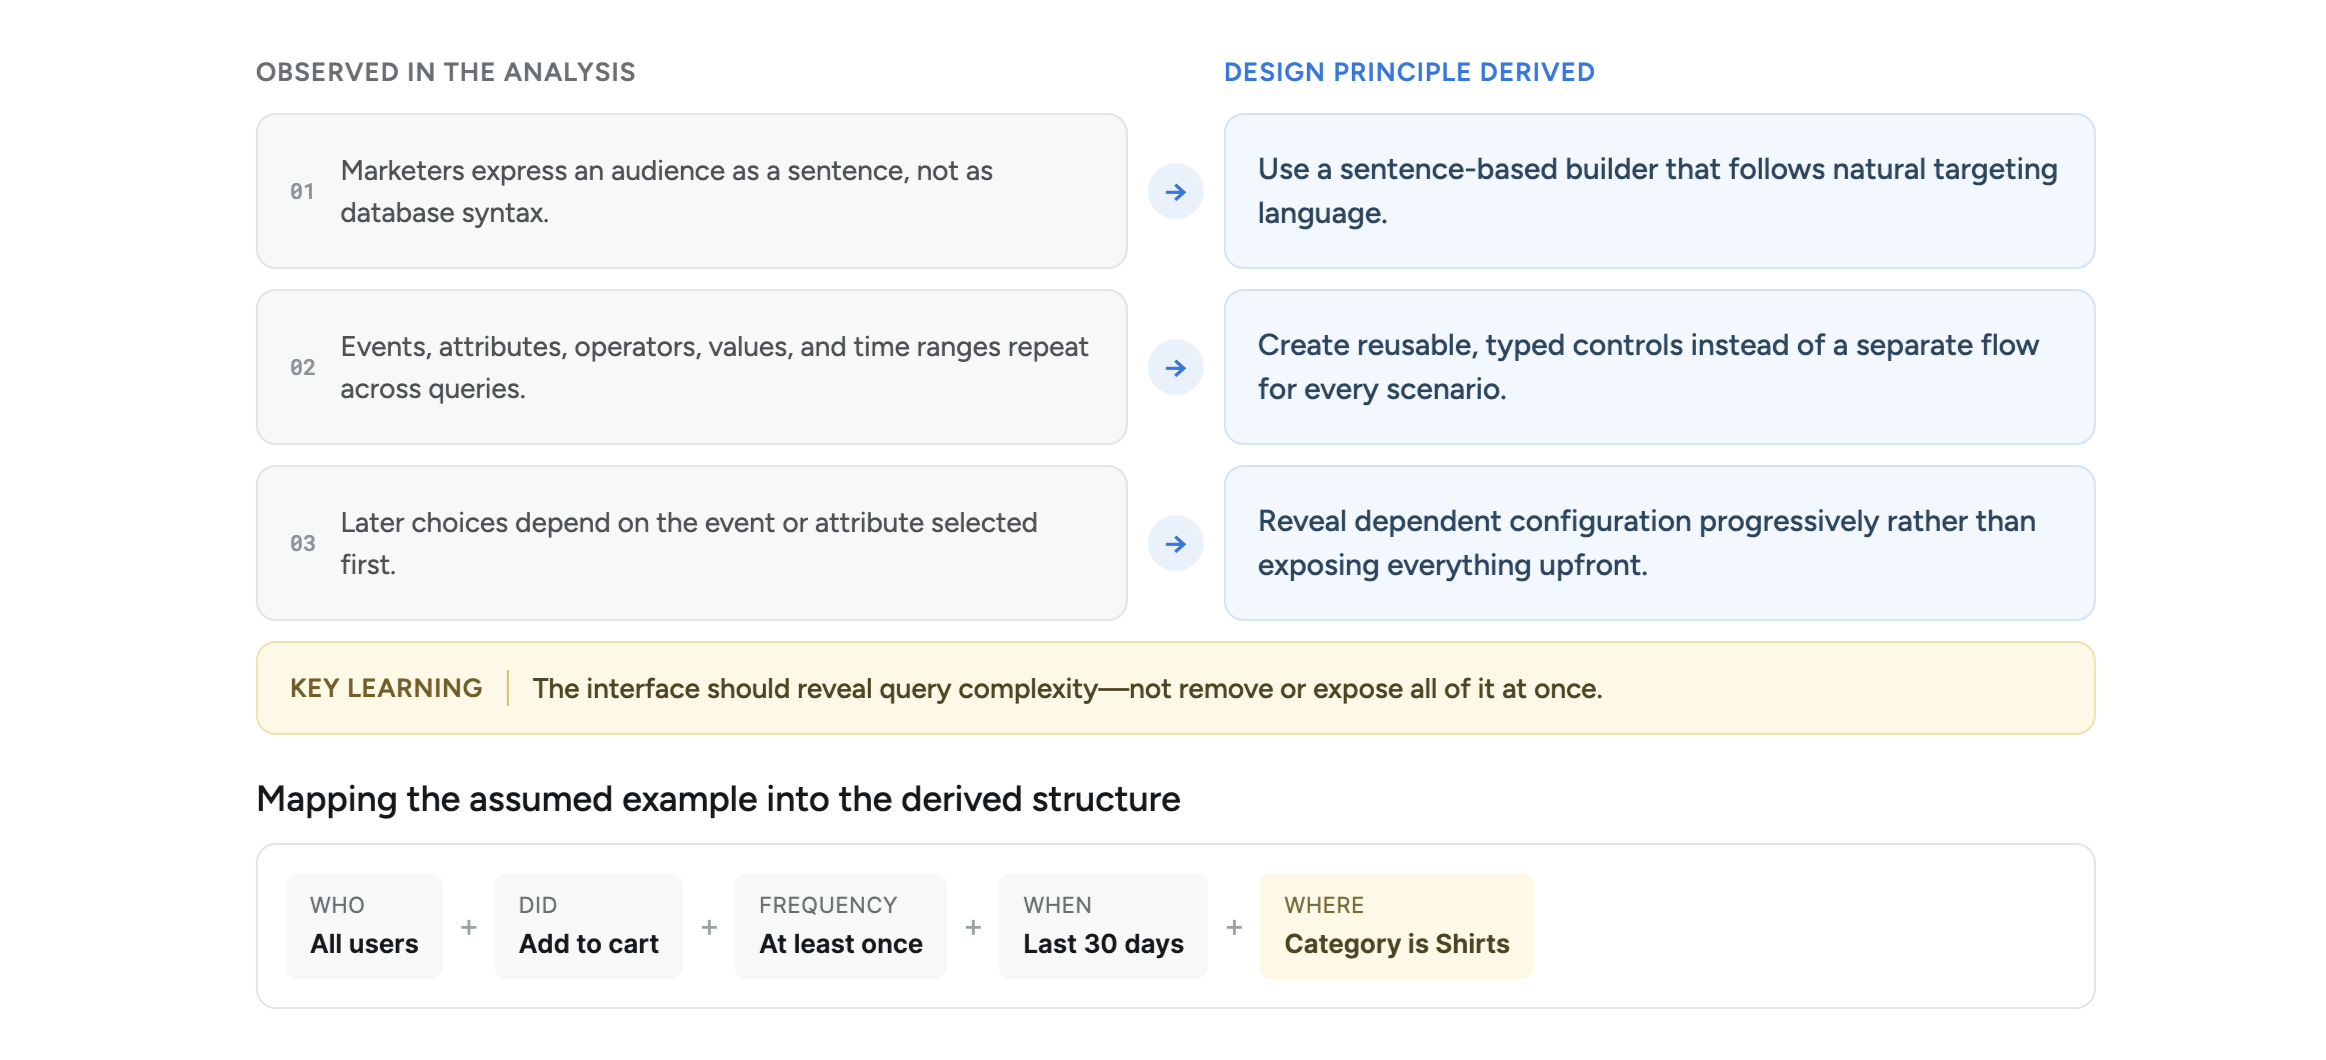 OBSERVED IN THE ANALYSIS
DESIGN PRINCIPLE DERIVED
01
Marketers express an audience as a sentence, not as
database syntax.
→
Use a sentence-based builder that follows natural targeting
language.
02
Events, attributes, operators, values, and time ranges repeat
across queries.
→
Create reusable, typed controls instead of a separate flow
for every scenario.
03
Later choices depend on the event or attribute selected
first.
→
Reveal dependent configuration progressively rather than
exposing everything upfront.
KEY LEARNING
The interface should reveal query complexity—not remove or expose all of it at once.
Mapping the assumed example into the derived structure
WHO
All users
+
DID
Add to cart
+
FREQUENCY
At least once
+
WHEN
Last 30 days
+
WHERE
Category is Shirts